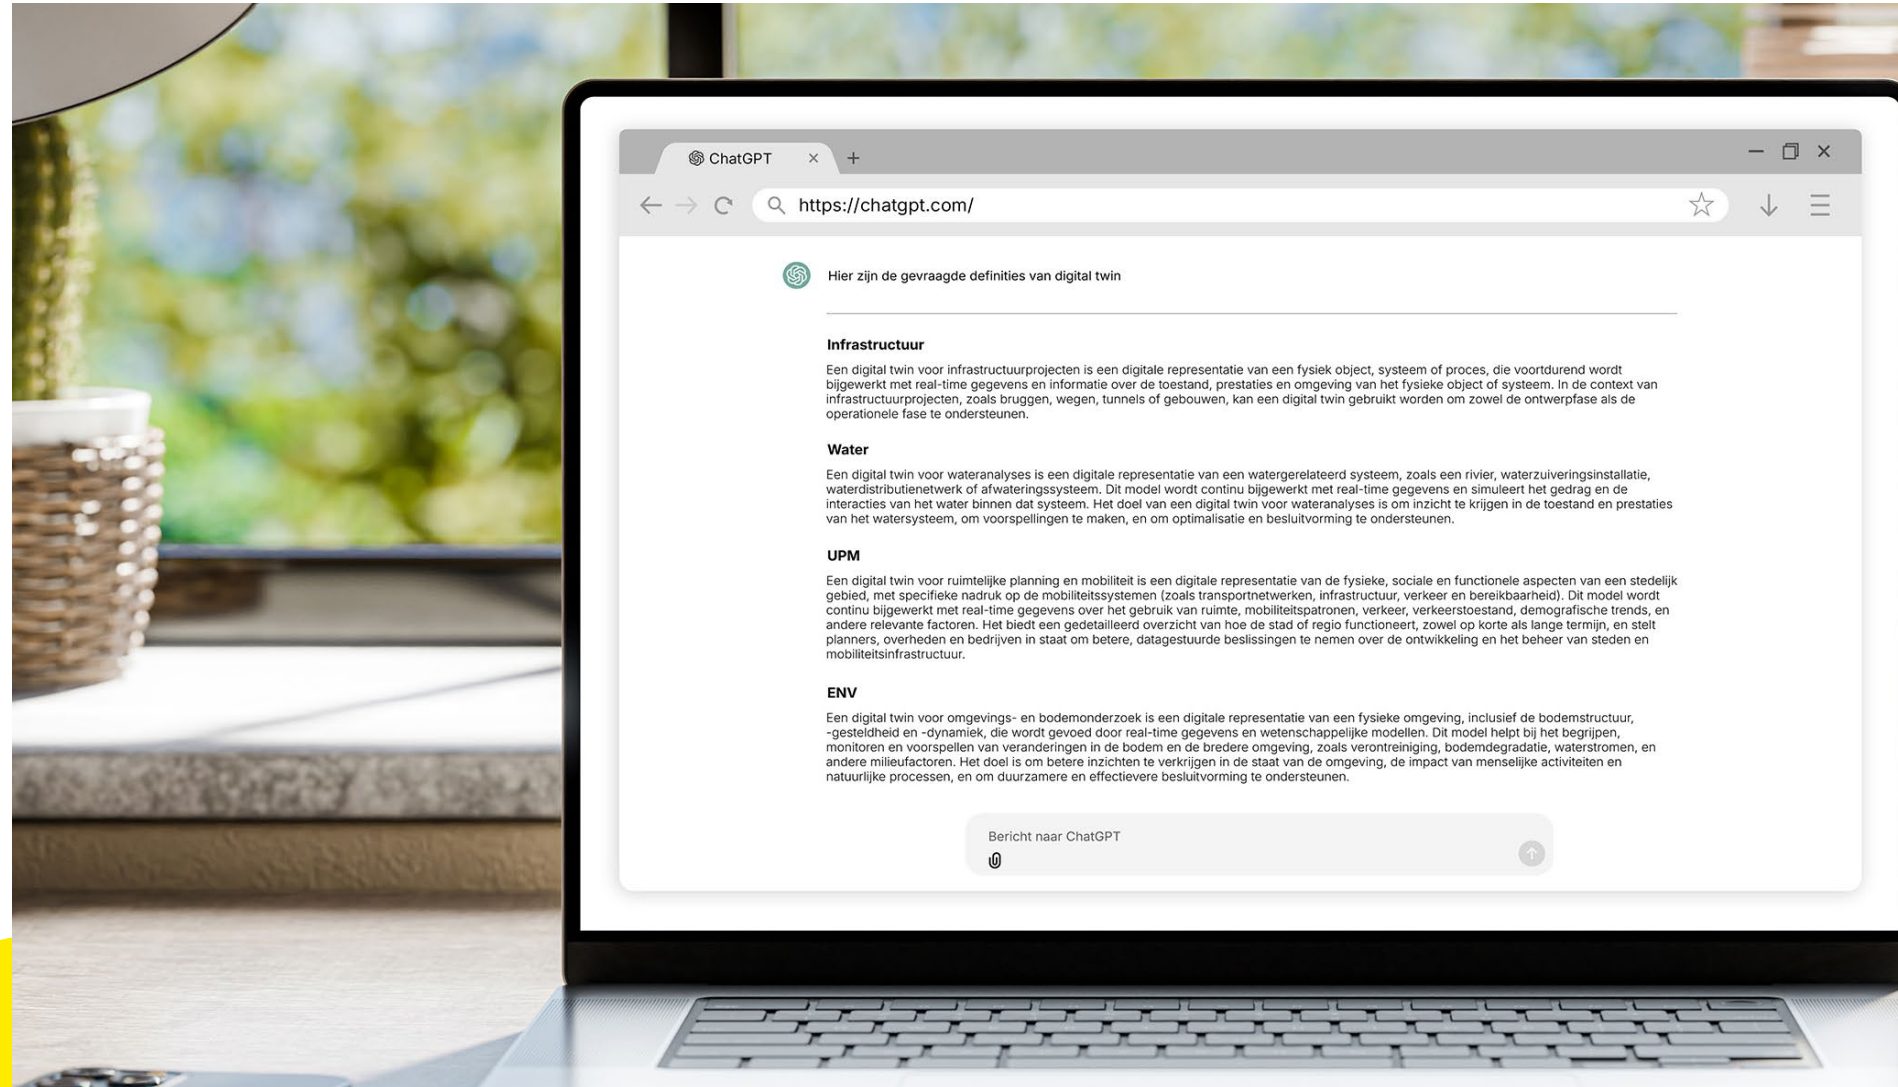 ChatGPT
https://chatgpt.com/
Hier zijn de gevraagde definities van digital twin
Infrastructuur
Een digital twin voor infrastructuurprojecten is een digitale representatie van een fysiek object, systeem of proces, die voortdurend wordt
bijgewerkt met real-time gegevens en informatie over de toestand, prestaties en omgeving van het fysieke object of systeem. In de context van
infrastructuurprojecten, zoals bruggen, wegen, tunnels of gebouwen, kan een digital twin gebruikt worden om zowel de ontwerpfase als de
operationele fase te ondersteunen.
Water
Een digital twin voor wateranalyses is een digitale representatie van een watergerelateerd systeem, zoals een rivier, waterzuiveringsinstallatie,
waterdistributienetwerk of afwateringssysteem. Dit model wordt continu bijgewerkt met real-time gegevens en simuleert het gedrag en de
interacties van het water binnen dat systeem. Het doel van een digital twin voor wateranalyses is om inzicht te krijgen in de toestand en prestaties
van het watersysteem, om voorspellingen te maken, en om optimalisatie en besluitvorming te ondersteunen.
UPM
Een digital twin voor ruimtelijke planning en mobiliteit is een digitale representatie van de fysieke, sociale en functionele aspecten van een stedelijk
gebied, met specifieke nadruk op de mobiliteitssystemen (zoals transportnetwerken, infrastructuur, verkeer en bereikbaarheid). Dit model wordt
continu bijgewerkt met real-time gegevens over het gebruik van ruimte, mobiliteitspatronen, verkeer, verkeerstoestand, demografische trends, en
andere relevante factoren. Het biedt een gedetailleerd overzicht van hoe de stad of regio functioneert, zowel op korte als lange termijn, en stelt
planners, overheden en bedrijven in staat om betere, datagestuurde beslissingen te nemen over de ontwikkeling en het beheer van steden en
mobiliteitsinfrastructuur.
ENV
Een digital twin voor omgevings- en bodemonderzoek is een digitale representatie van een fysieke omgeving, inclusief de bodemstructuur,
-gesteldheid en -dynamiek, die wordt gevoed door real-time gegevens en wetenschappelijke modellen. Dit model helpt bij het begrijpen,
monitoren en voorspellen van veranderingen in de bodem en de bredere omgeving, zoals verontreiniging, bodemdegradatie, waterstromen, en
andere milieufactoren. Het doel is om betere inzichten te verkrijgen in de staat van de omgeving, de impact van menselijke activiteiten en
natuurlijke processen, en om duurzamere en effectievere besluitvorming te ondersteunen.
Bericht naar ChatGPT